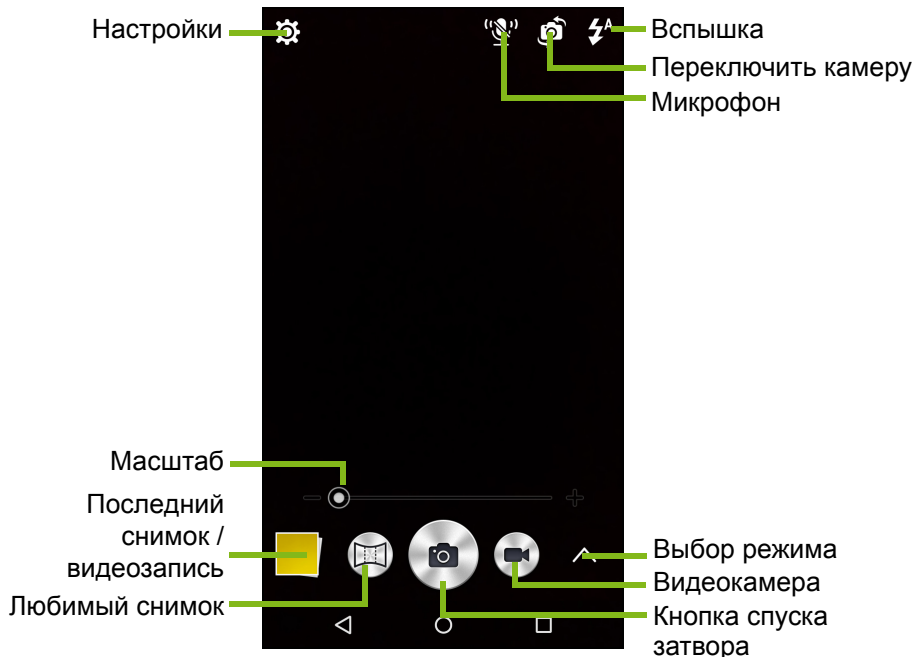 Настройки
Вспышка
Переключить камеру
Микрофон
A
Масштаб
Последний
снимок /
видеозапись
Любимый снимок
Выбор режима
Видеокамера
Кнопка спуска
затвора